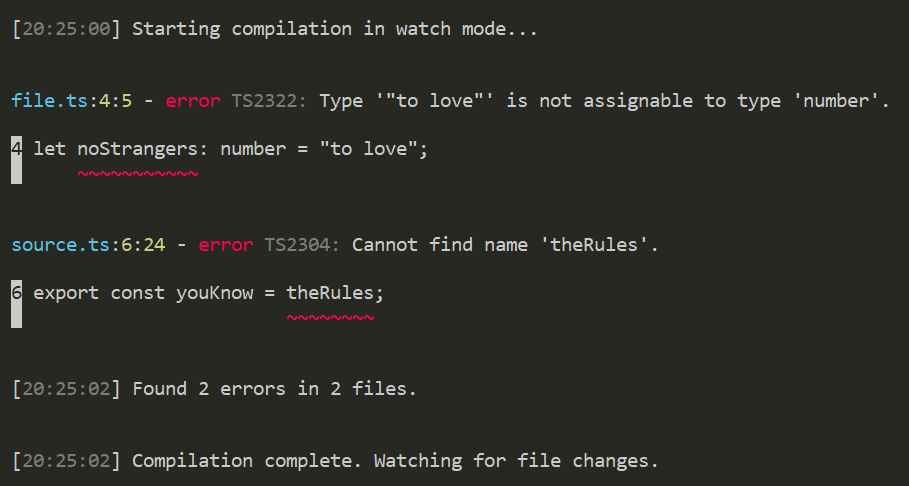 [20:25:00] Starting compilation in watch mode...
file.ts:4:5 - error TS2322: Type '"to love"' is not assignable to type 'number'.
4 let noStrangers: number = "to love";
~~~~~~~~~~~
source.ts:6:24 - error TS2304: Cannot find name 'theRules'.
6 export const youKnow = theRules;
~~~~~~~~
[20:25:02] Found 2 errors in 2 files.
[20:25:02] Compilation complete. Watching for file changes.